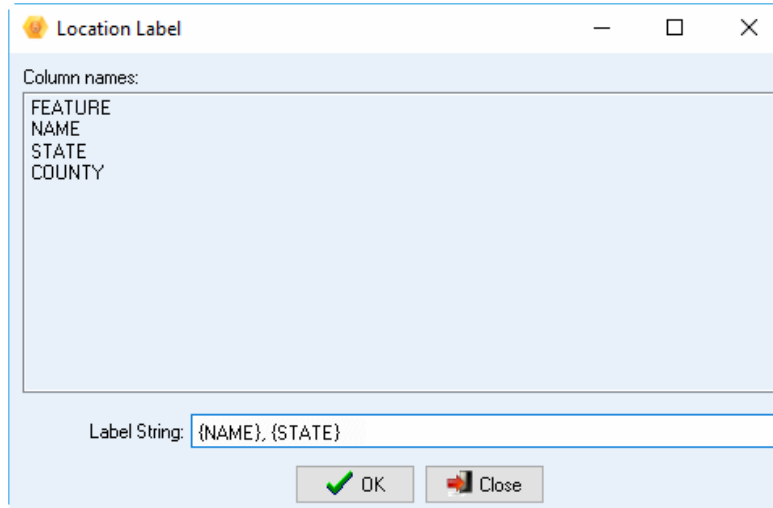 Location Label
Column names:
FEATURE
NAME
STATE
COUNTY
Label String: {NAME}, {STATE}
OK Close